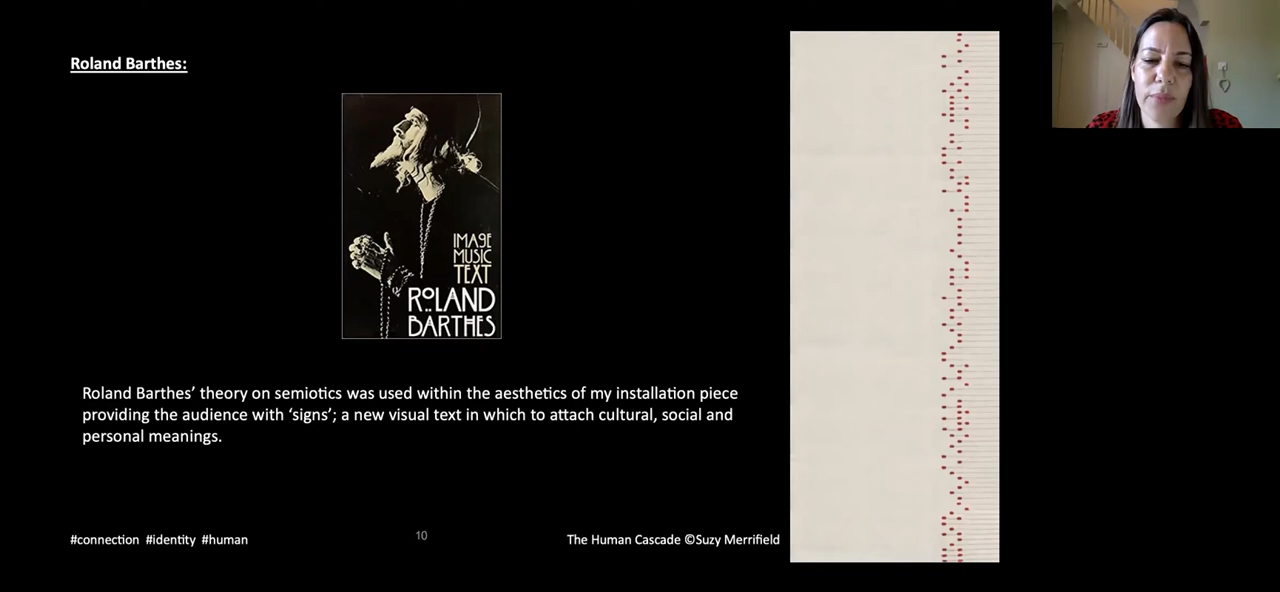 Roland Barthes:
IMAGE
MUSIC
TEXT
ROLAND
BARTHES
Roland Barthes’ theory on semiotics was used within the aesthetics of my installation piece
providing the audience with ‘signs’; a new visual text in which to attach cultural, social and
personal meanings.
#connection #identity #human
10
The Human Cascade ©Suzy Merrifield